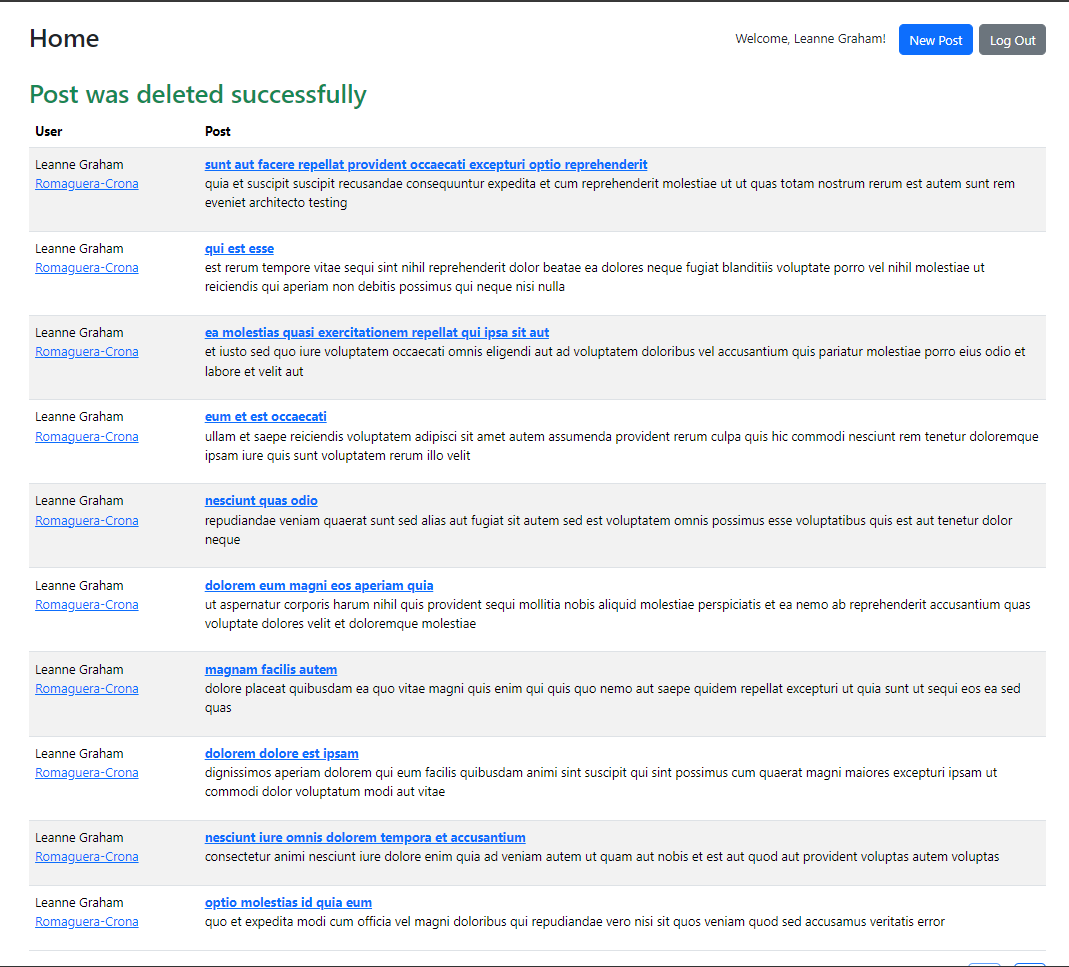 Home
Welcome, Leanne Graham!
New Post
Log Out
Post was deleted successfully
User
Post
Leanne Graham
Romaguera-Crona
sunt aut facere repellat provident occaecati excepturi optio reprehenderit
quia et suscipit suscipit recusandae consequuntur expedita et cum reprehenderit molestiae ut ut quas totam nostrum rerum est autem sunt rem
eveniet architecto testing
Leanne Graham
Romaguera-Crona
qui est esse
est rerum tempore vitae sequi sint nihil reprehenderit dolor beatae ea dolores neque fugiat blanditiis voluptate porro vel nihil molestiae ut
reiciendis qui aperiam non debitis possimus qui neque nisi nulla
Leanne Graham
Romaguera-Crona
ea molestias quasi exercitationem repellat qui ipsa sit aut
et iusto sed quo iure voluptatem occaecati omnis eligendi aut ad voluptatem doloribus vel accusantium quis pariatur molestiae porro eius odio et
labore et velit aut
Leanne Graham
Romaguera-Crona
eum et est occaecati
ullam et saepe reiciendis voluptatem adipisci sit amet autem assumenda provident rerum culpa quis hic commodi nesciunt rem tenetur doloremque
ipsam iure quis sunt voluptatem rerum illo velit
Leanne Graham
Romaguera-Crona
nesciunt quas odio
repudiandae veniam quaerat sunt sed alias aut fugiat sit autem sed est voluptatem omnis possimus esse voluptatibus quis est aut tenetur dolor
neque
Leanne Graham
Romaguera-Crona
dolorem eum magni eos aperiam quia
ut aspernatur corporis harum nihil quis provident sequi mollitia nobis aliquid molestiae perspiciatis et ea nemo ab reprehenderit accusantium quas
voluptate dolores velit et doloremque molestiae
Leanne Graham
Romaguera-Crona
magnam facilis autem
dolore placeat quibusdam ea quo vitae magni quis enim qui quis quo nemo aut saepe quidem repellat excepturi ut quia sunt ut sequi eos ea sed
quas
Leanne Graham
Romaguera-Crona
dolorem dolore est ipsam
dignissimos aperiam dolorem qui eum facilis quibusdam animi sint suscipit qui sint possimus cum quaerat magni maiores excepturi ipsam ut
commodi dolor voluptatum modi aut vitae
Leanne Graham
Romaguera-Crona
nesciunt iure omnis dolorem tempora et accusantium
consectetur animi nesciunt iure dolore enim quia ad veniam autem ut quam aut nobis et est aut quod aut provident voluptas autem voluptas
Leanne Graham
Romaguera-Crona
optio molestias id quia eum
quo et expedita modi cum officia vel magni doloribus qui repudiandae vero nisi sit quos veniam quod sed accusamus veritatis error